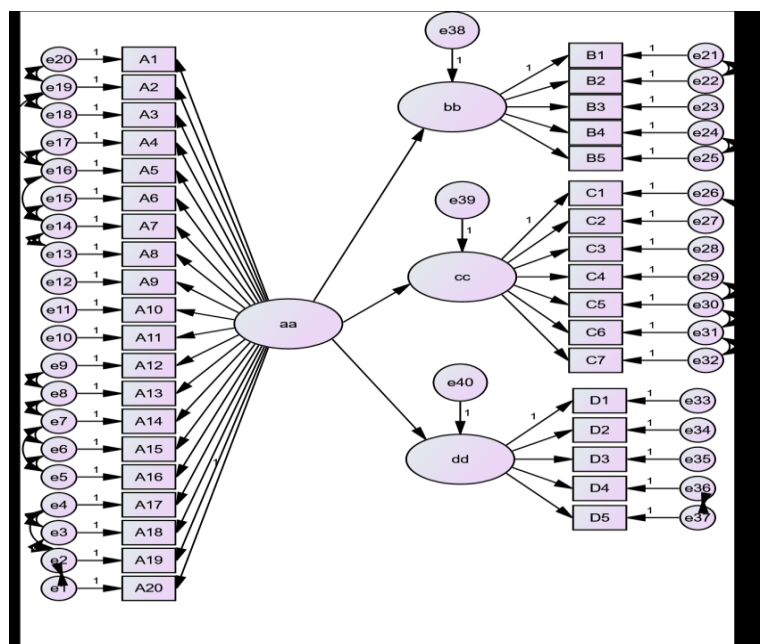 e38
1
e20 1 A1
e19 1 A2
e18 1 A3
e17 1 A4
e16 1 A5
e15 1 A6
e14 1 A7
e13 1 A8
e12 1 A9
e11 1 A10
e10 1 A11
e9 1 A12
e8 1 A13
e7 1 A14
e6 1 A15
e5 1 A16
e4 1 A17
e3 1 A18
e2 1 A19
e1 1 A20
1
aa
bb
1
B1 1 e21
B2 1 e22
B3 1 e23
B4 1 e24
B5 1 e25
e39
1
cc
1
C1 1 e26
C2 1 e27
C3 1 e28
C4 1 e29
C5 1 e30
C6 1 e31
C7 1 e32
e40
1
dd
1
D1 1 e33
D2 1 e34
D3 1 e35
D4 1 e36
D5 1 e37